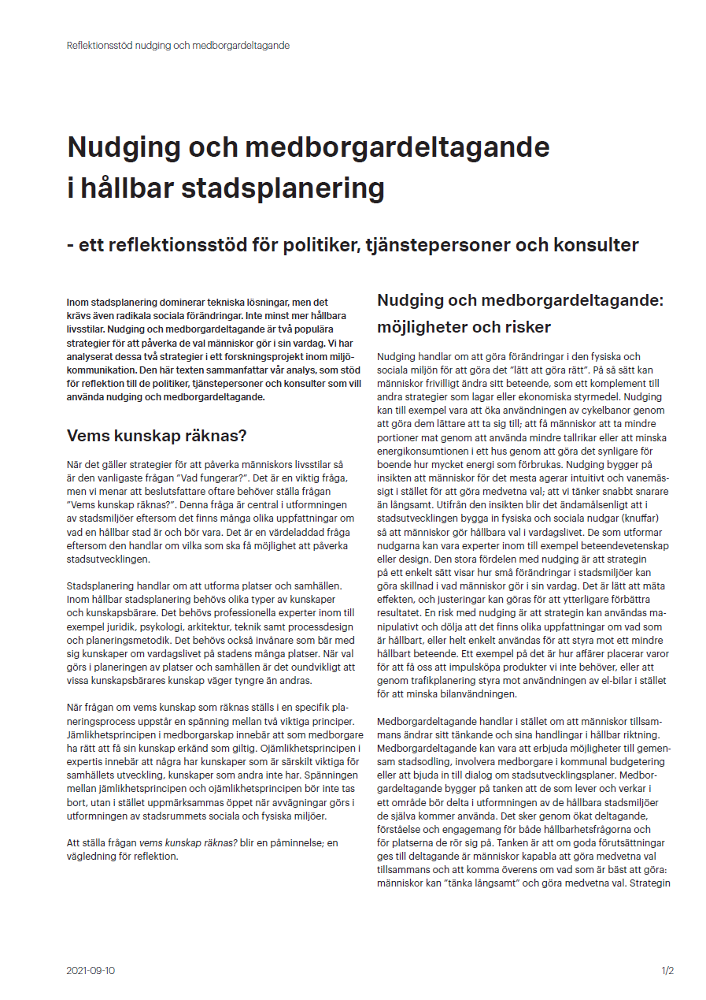 Reflektionsstöd nudging och medborgardeltagande
Nudging och medborgardeltagande
i hållbar stadsplanering
- ett reflektionsstöd för politiker, tjänstepersoner och konsulter
Inom stadsplanering dominerar tekniska lösningar, men det
krävs även radikala sociala förändringar. Inte minst mer hållbara
livsstilar. Nudging och medborgardeltagande är två populära
strategier för att påverka de val människor gör i sin vardag. Vi har
analyserat dessa två strategier i ett forskningsprojekt inom miljö-
kommunikation. Den här texten sammanfattar vår analys, som stöd
för reflektion till de politiker, tjänstepersoner och konsulter som vill
använda nudging och medborgardeltagande.
Vems kunskap räknas?
När det gäller strategier för att påverka människors livsstilar så
är den vanligaste frågan ”Vad fungerar?”. Det är en viktig fråga,
men vi menar att beslutsfattare oftare behöver ställa frågan
”Vems kunskap räknas?”. Denna fråga är central i utformningen
av stadsmiljöer eftersom det finns många olika uppfattningar om
vad en hållbar stad är och bör vara. Det är en värdeladdad fråga
eftersom den handlar om vilka som ska få möjlighet att påverka
stadsutvecklingen.
Stadsplanering handlar om att utforma platser och samhällen.
Inom hållbar stadsplanering behövs olika typer av kunskaper
och kunskapsbärare. Det behövs professionella experter inom till
exempel juridik, psykologi, arkitektur, teknik samt processdesign
och planeringsmetodik. Det behövs också invånare som bär med
sig kunskaper om vardagslivet på stadens många platser. När val
görs i planeringen av platser och samhällen är det oundvikligt att
vissa kunskapsbärares kunskap väger tyngre än andras.
När frågan om vems kunskap som räknas ställs i en specifik pla-
neringsprocess uppstår en spänning mellan två viktiga principer.
Jämlikhetsprincipen i medborgarskap innebär att som medborgare
ha rätt att få sin kunskap erkänd som giltig. Ojämlikhetsprincipen i
expertis innebär att några har kunskaper som är särskilt viktiga för
samhällets utveckling, kunskaper som andra inte har. Spänningen
mellan jämlikhetsprincipen och ojämlikhetsprincipen bör inte tas
bort, utan i stället uppmärksammas öppet när avvägningar görs i
utformningen av stadsrummets sociala och fysiska miljöer.
Att ställa frågan vems kunskap räknas? blir en påminnelse; en
vägledning för reflektion.
Nudging och medborgardeltagande:
möjligheter och risker
Nudging handlar om att göra förändringar i den fysiska och
sociala miljön för att göra det ”lätt att göra rätt”. På så sätt kan
människor frivilligt ändra sitt beteende, som ett komplement till
andra strategier som lagar eller ekonomiska styrmedel. Nudging
kan till exempel vara att öka användningen av cykelbanor genom
att göra dem lättare att ta sig till; att få människor att ta mindre
portioner mat genom att använda mindre tallrikar eller att minska
energikonsumtionen i ett hus genom att göra det synligare för
boende hur mycket energi som förbrukas. Nudging bygger på
insikten att människor för det mesta agerar intuitivt och vanemäs-
sigt i stället för att göra medvetna val; att vi tänker snabbt snarare
än långsamt. Utifrån den insikten blir det ändamålsenligt att i
stadsutvecklingen bygga in fysiska och sociala nudgar (knuffar)
så att människor gör hållbara val i vardagslivet. De som utformar
nudgarna kan vara experter inom till exempel beteendevetenskap
eller design. Den stora fördelen med nudging är att strategin
på ett enkelt sätt visar hur små förändringar i stadsmiljöer kan
göra skillnad i vad människor gör i sin vardag. Det är lätt att mäta
effekten, och justeringar kan göras för att ytterligare förbättra
resultatet. En risk med nudging är att strategin kan användas ma-
nipulativt och dölja att det finns olika uppfattningar om vad som
är hållbart, eller helt enkelt användas för att styra mot ett mindre
hållbart beteende. Ett exempel på det är hur affärer placerar varor
för att få oss att impulsköpa produkter vi inte behöver, eller att
genom trafikplanering styra mot användningen av el-bilar i stället
för att minska bilanvändningen.
Medborgardeltagande handlar i stället om att människor tillsam-
mans ändrar sitt tänkande och sina handlingar i hållbar riktning.
Medborgardeltagande kan vara att erbjuda möjligheter till gemen-
sam stadsodling, involvera medborgare i kommunal budgetering
eller att bjuda in till dialog om stadsutvecklingsplaner. Medbor-
gardeltagande bygger på tanken att de som lever och verkar i
ett område bör delta i utformningen av de hållbara stadsmiljöer
de själva kommer använda. Det sker genom ökat deltagande,
förståelse och engagemang för både hållbarhetsfrågorna och
för platserna de rör sig på. Tanken är att om goda förutsättningar
ges till deltagande är människor kapabla att göra medvetna val
tillsammans och att komma överens om vad som är bäst att göra:
människor kan ”tänka långsamt” och göra medvetna val. Strategin
2021-09-10
1/2